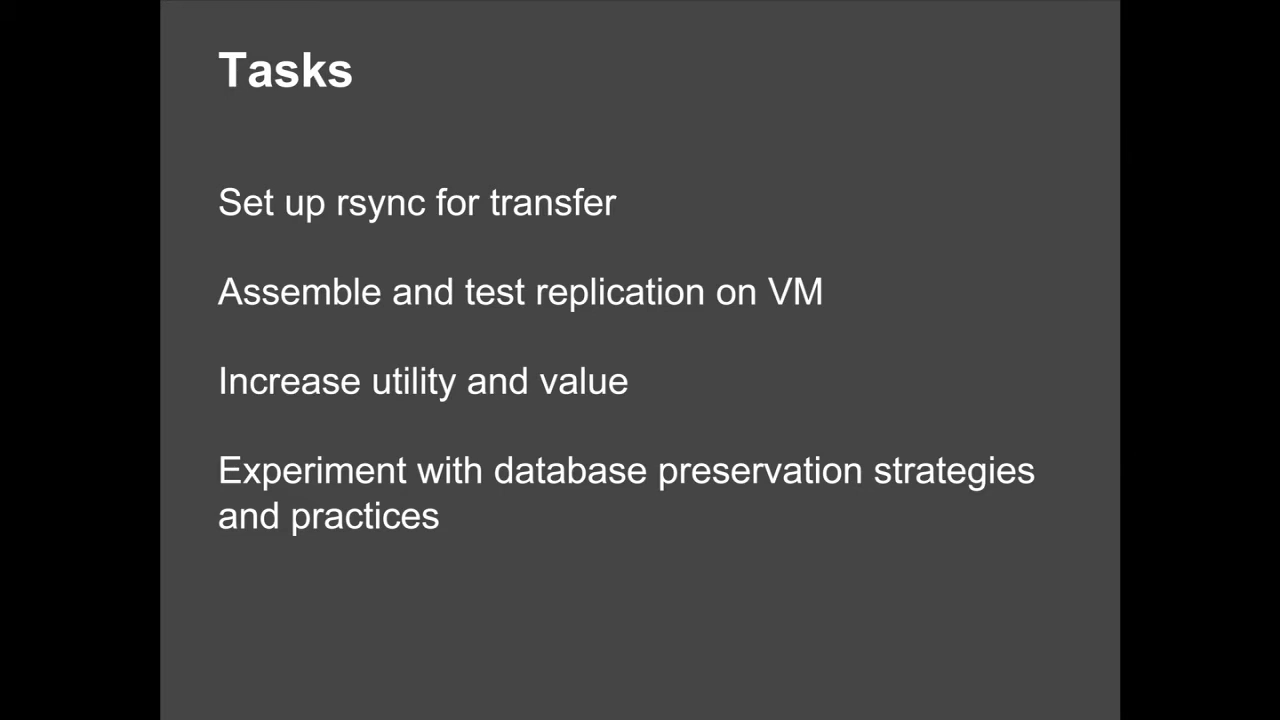 Tasks
Set up rsync for transfer
Assemble and test replication on VM
Increase utility and value
Experiment with database preservation strategies
and practices